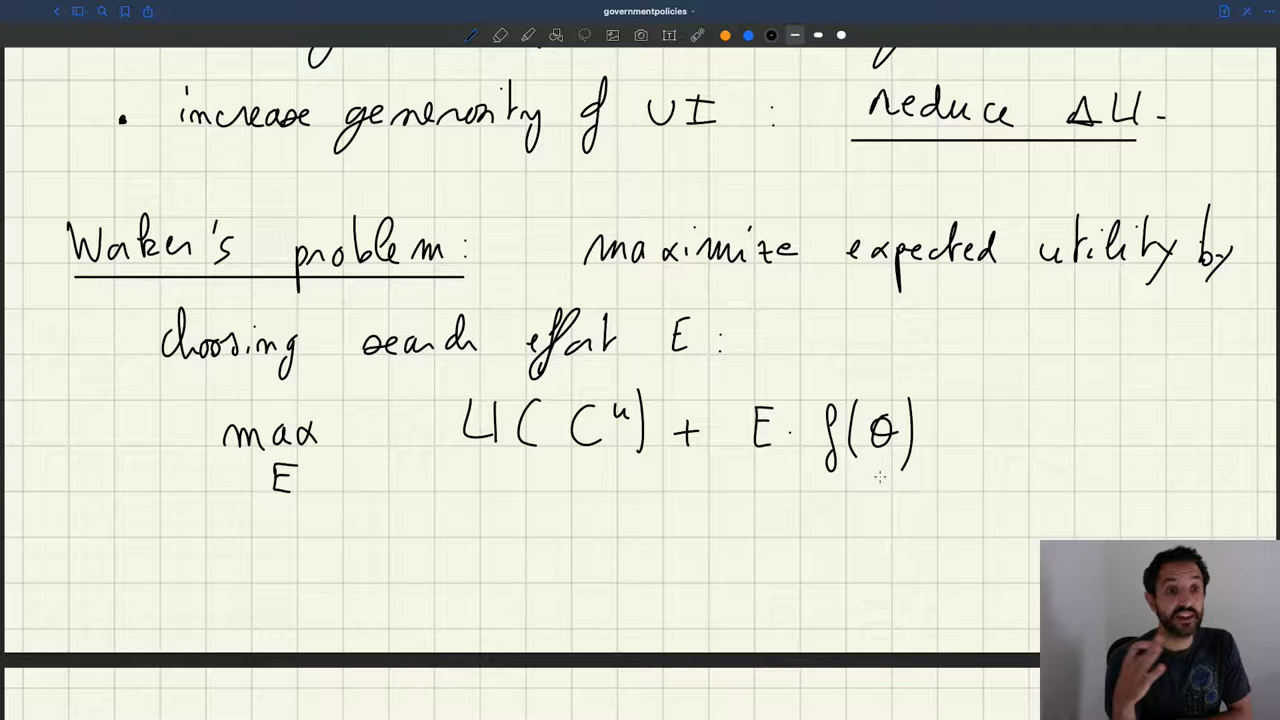 governmentpolicies
• increase generosity of UI : reduce ΔU.
Worker's problem: maximize expected utility by
choosing search effort E :
max U(C^u) + E · f(θ)
E